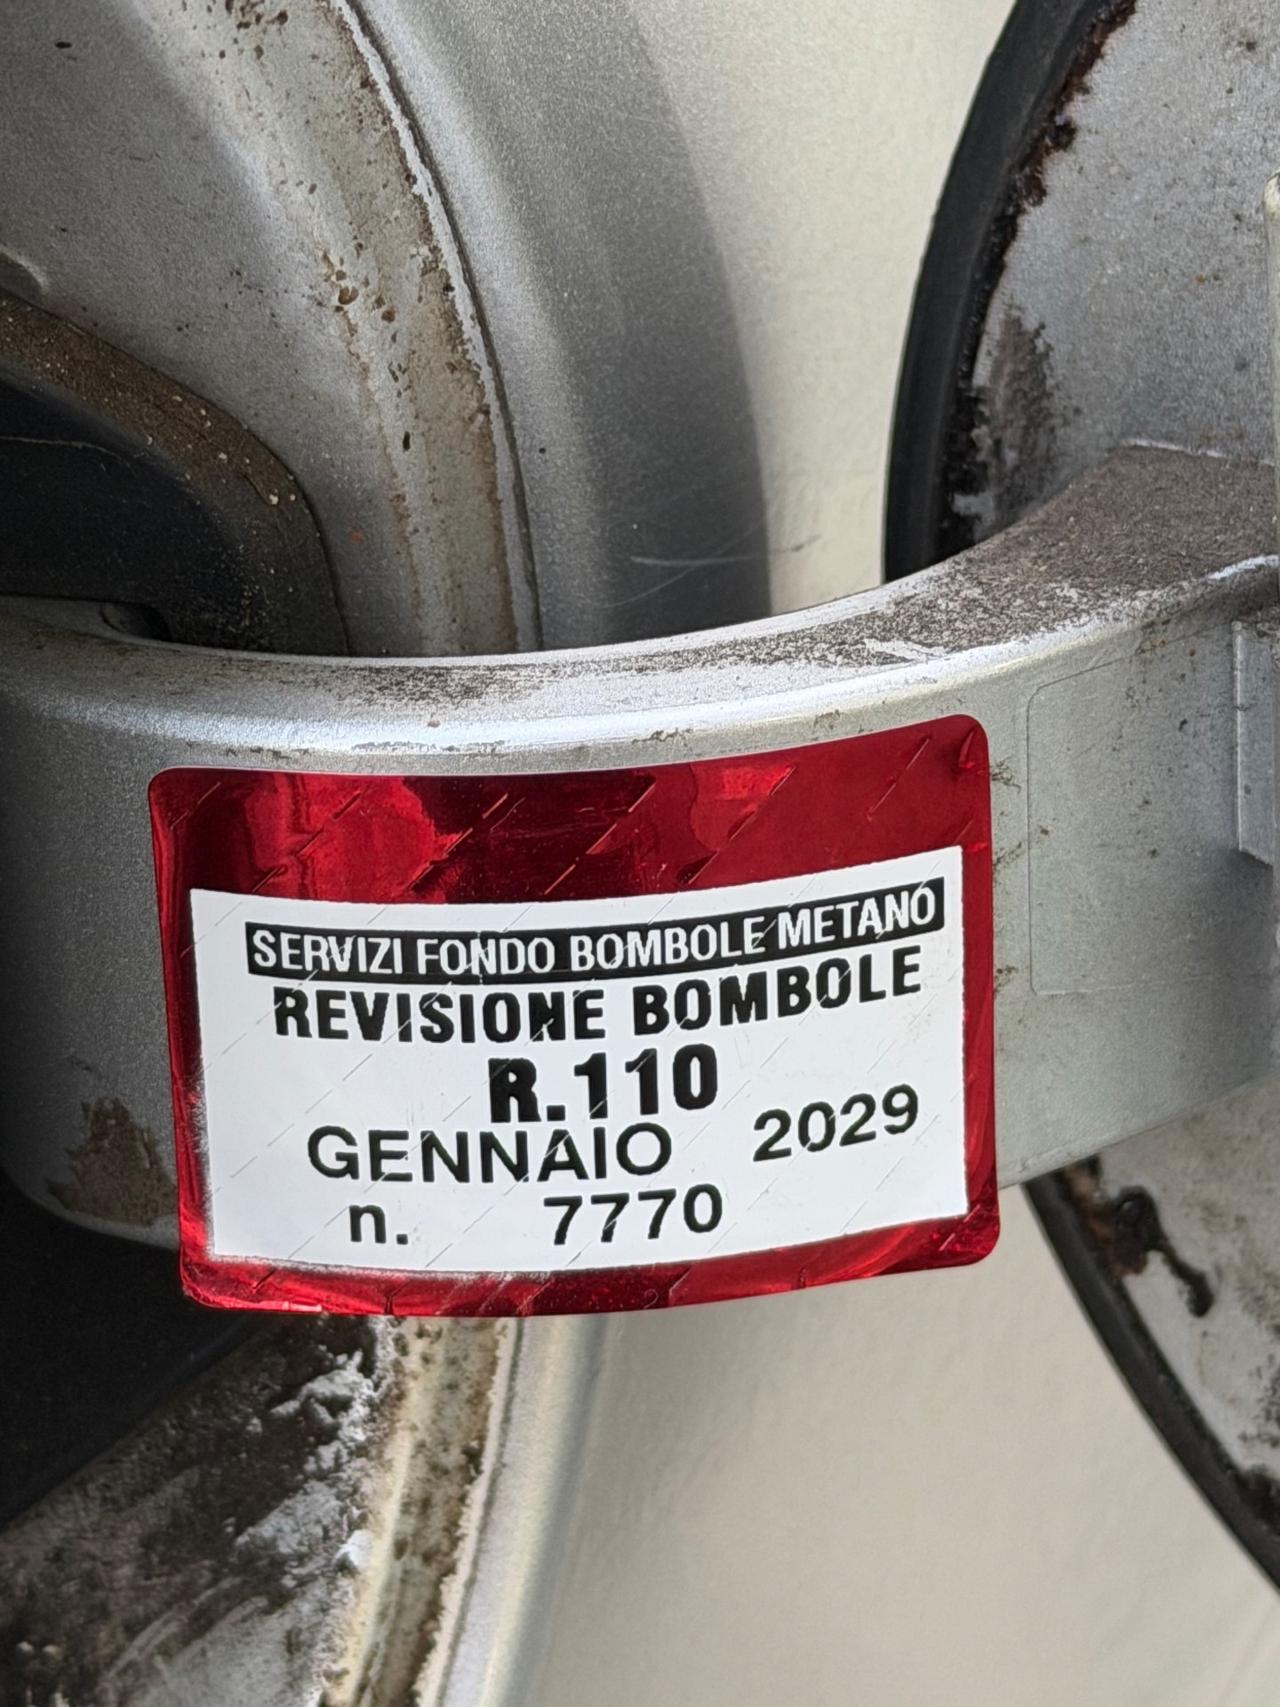 SERVIZI FONDO BOMBOLE METANO
REVISIONE BOMBOLE
R.110
GENNAIO 2029
n. 7770